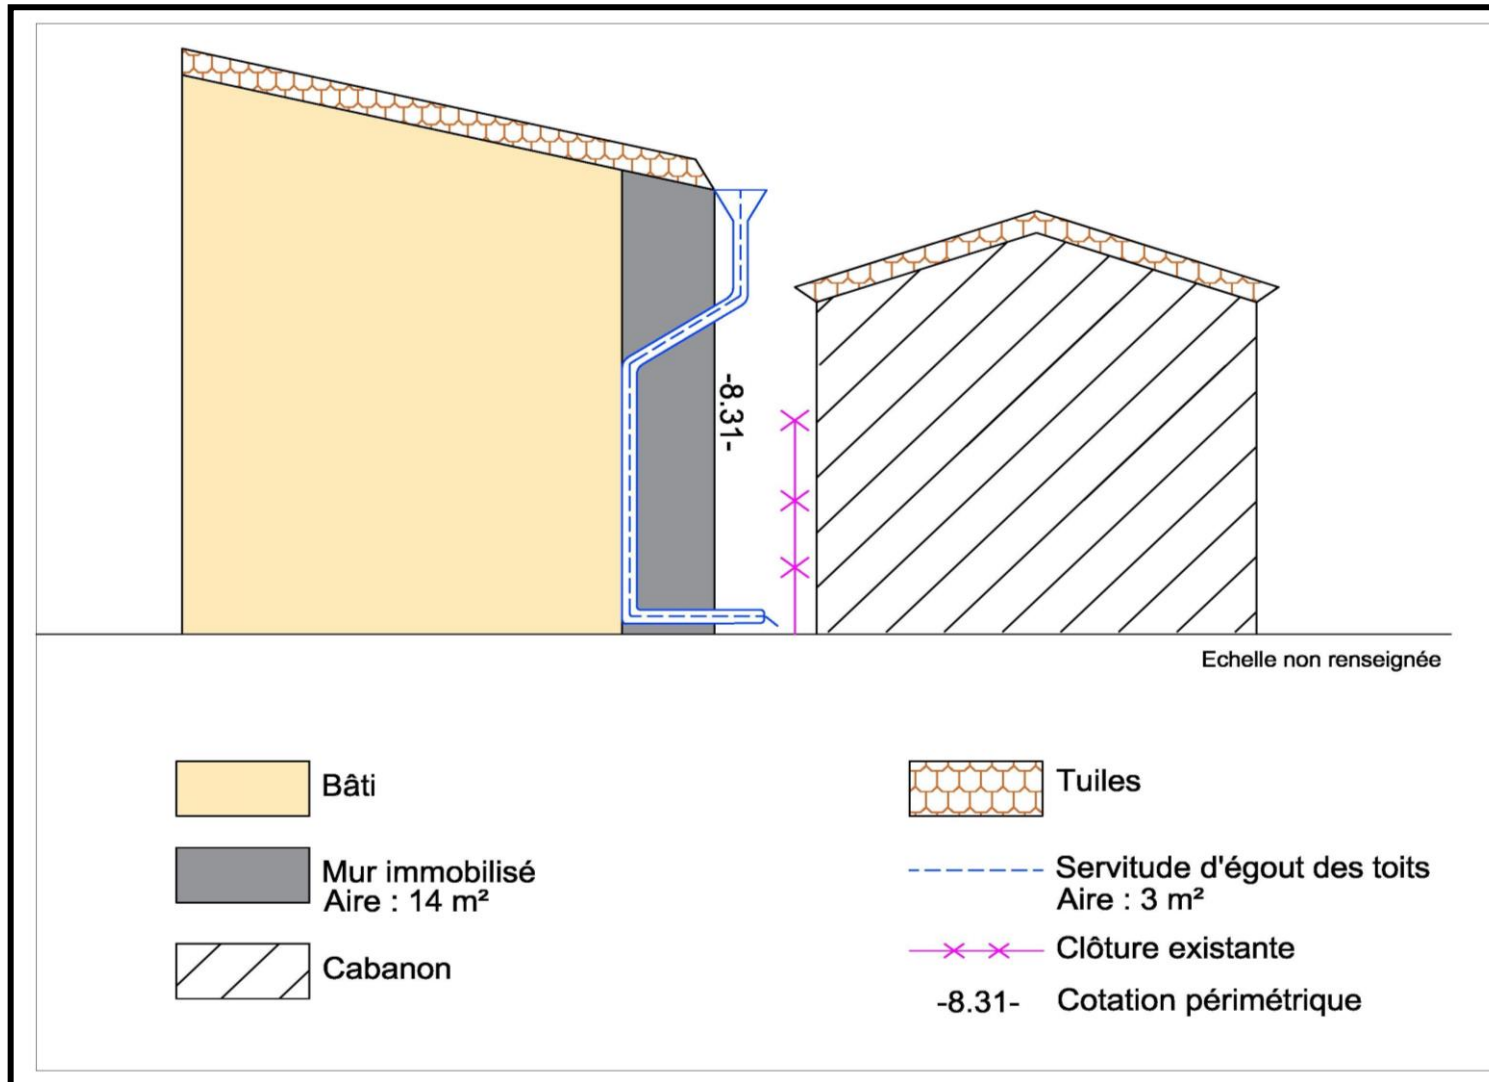 -8.31-
Echelle non renseignée
Bâti
Mur immobilisé
Aire : 14 m²
Cabanon
Tuiles
Servitude d'égout des toits
Aire : 3 m²
Clôture existante
-8.31- Cotation périmétrique